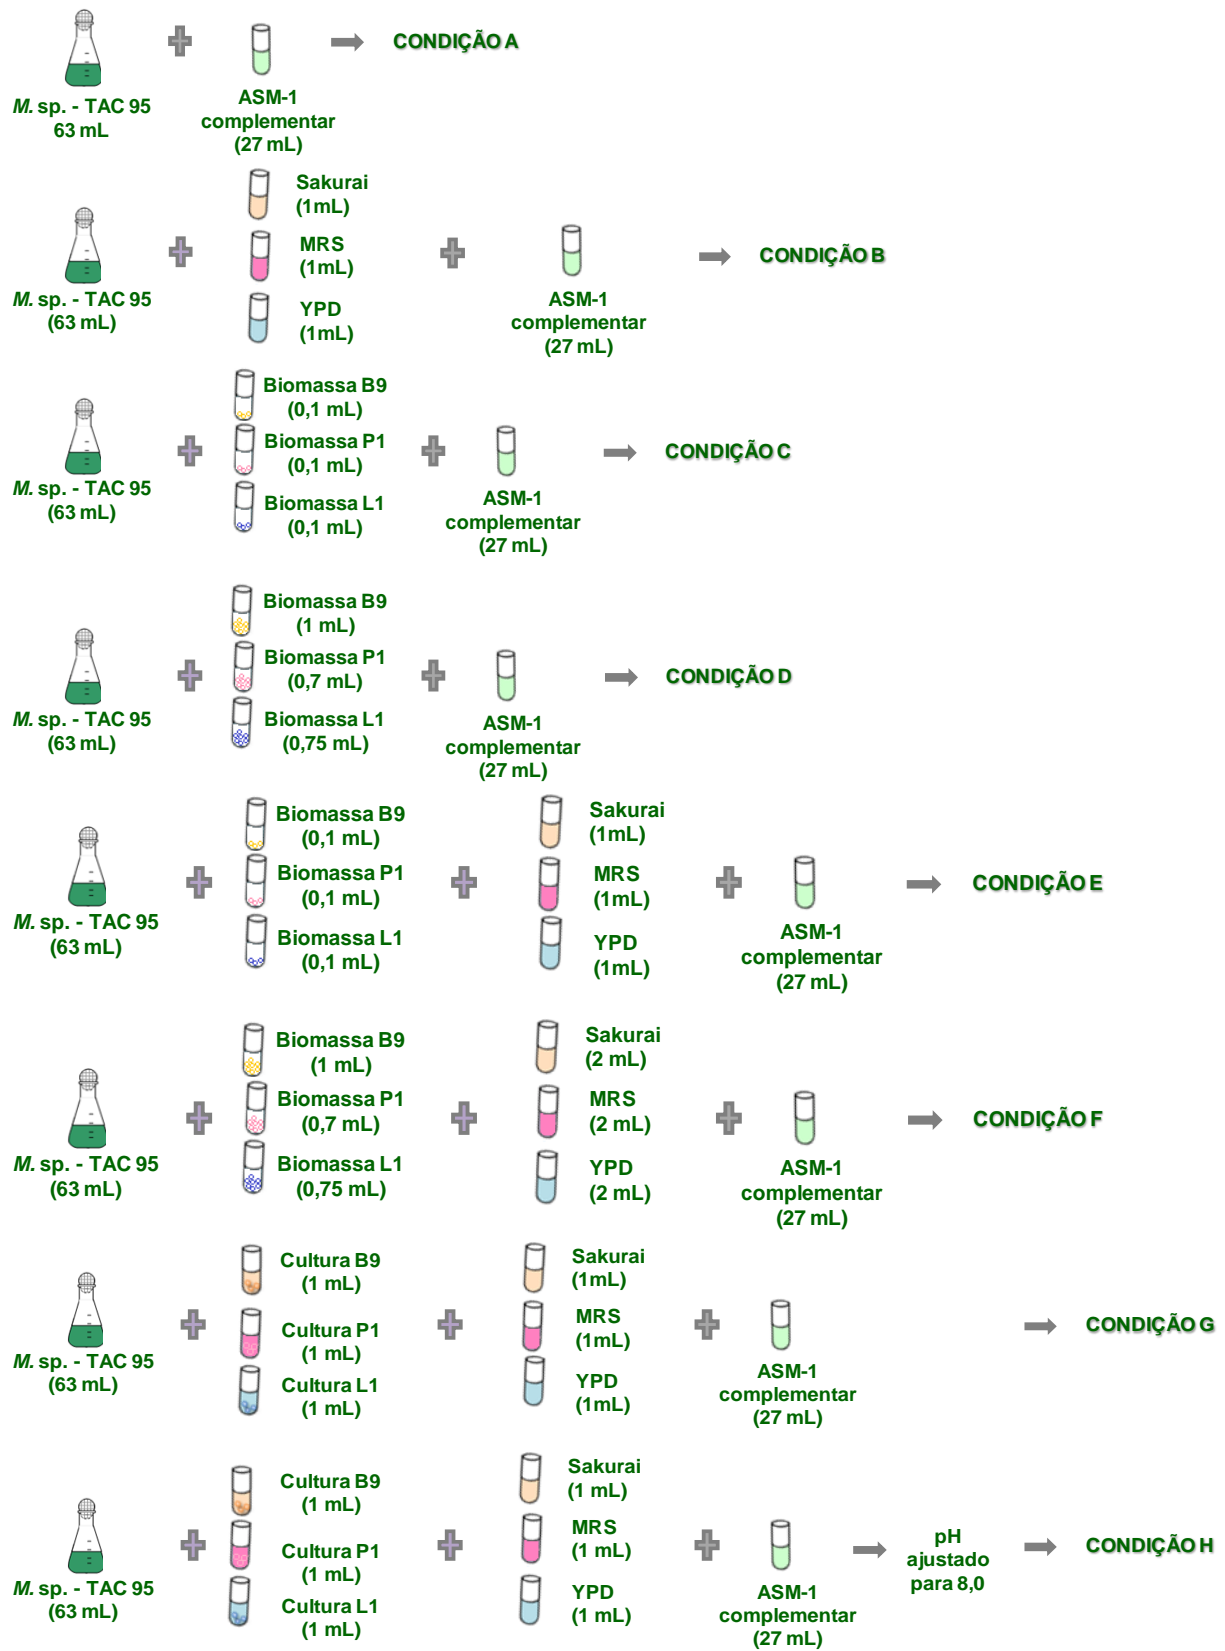 M. sp. - TAC 95
63 mL
ASM-1
complementar
(27 mL)
CONDIÇÃO A
M. sp. - TAC 95
(63 mL)
Sakurai
(1mL)
MRS
(1mL)
YPD
(1mL)
ASM-1
complementar
(27 mL)
CONDIÇÃO B
M. sp. - TAC 95
(63 mL)
Biomassa B9
(0,1 mL)
Biomassa P1
(0,1 mL)
Biomassa L1
(0,1 mL)
ASM-1
complementar
(27 mL)
CONDIÇÃO C
M. sp. - TAC 95
(63 mL)
Biomassa B9
(1 mL)
Biomassa P1
(0,7 mL)
Biomassa L1
(0,75 mL)
ASM-1
complementar
(27 mL)
CONDIÇÃO D
M. sp. - TAC 95
(63 mL)
Biomassa B9
(0,1 mL)
Biomassa P1
(0,1 mL)
Biomassa L1
(0,1 mL)
Sakurai
(1mL)
MRS
(1mL)
YPD
(1mL)
ASM-1
complementar
(27 mL)
CONDIÇÃO E
M. sp. - TAC 95
(63 mL)
Biomassa B9
(1 mL)
Biomassa P1
(0,7 mL)
Biomassa L1
(0,75 mL)
Sakurai
(2 mL)
MRS
(2 mL)
YPD
(2 mL)
ASM-1
complementar
(27 mL)
CONDIÇÃO F
M. sp. - TAC 95
(63 mL)
Cultura B9
(1 mL)
Cultura P1
(1 mL)
Cultura L1
(1 mL)
Sakurai
(1mL)
MRS
(1mL)
YPD
(1mL)
ASM-1
complementar
(27 mL)
CONDIÇÃO G
M. sp. - TAC 95
(63 mL)
Cultura B9
(1 mL)
Cultura P1
(1 mL)
Cultura L1
(1 mL)
Sakurai
(1 mL)
MRS
(1 mL)
YPD
(1 mL)
ASM-1
complementar
(27 mL)
pH
ajustado
para 8,0
CONDIÇÃO H